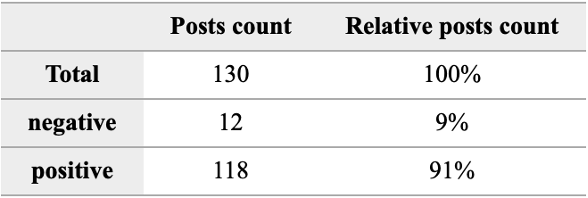 Posts count Relative posts count
Total 130 100%
negative 12 9%
positive 118 91%